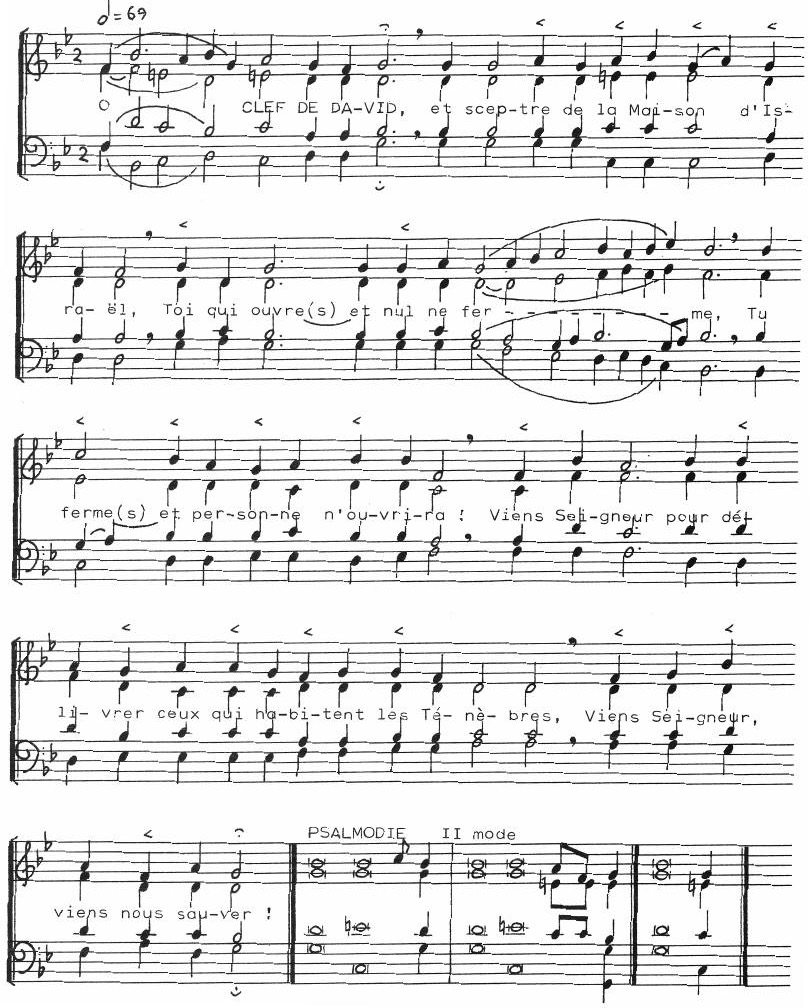 = 69
O CLEF DE DA-VID, et scep-tre de la Mai-son d'Is-
ra- ël, Toi qui ouvre(s) et nul ne fer - - - - - - - - - me, Tu
ferme(s) et per-son-ne n'ou-vri-ra ! Viens Sei-gneur pour dé-
li- vrer ceux qui ha-bi-tent les Té- nè- bres, Viens Sei-gneur,
PSALMODIE II mode
viens nous sau-ver !